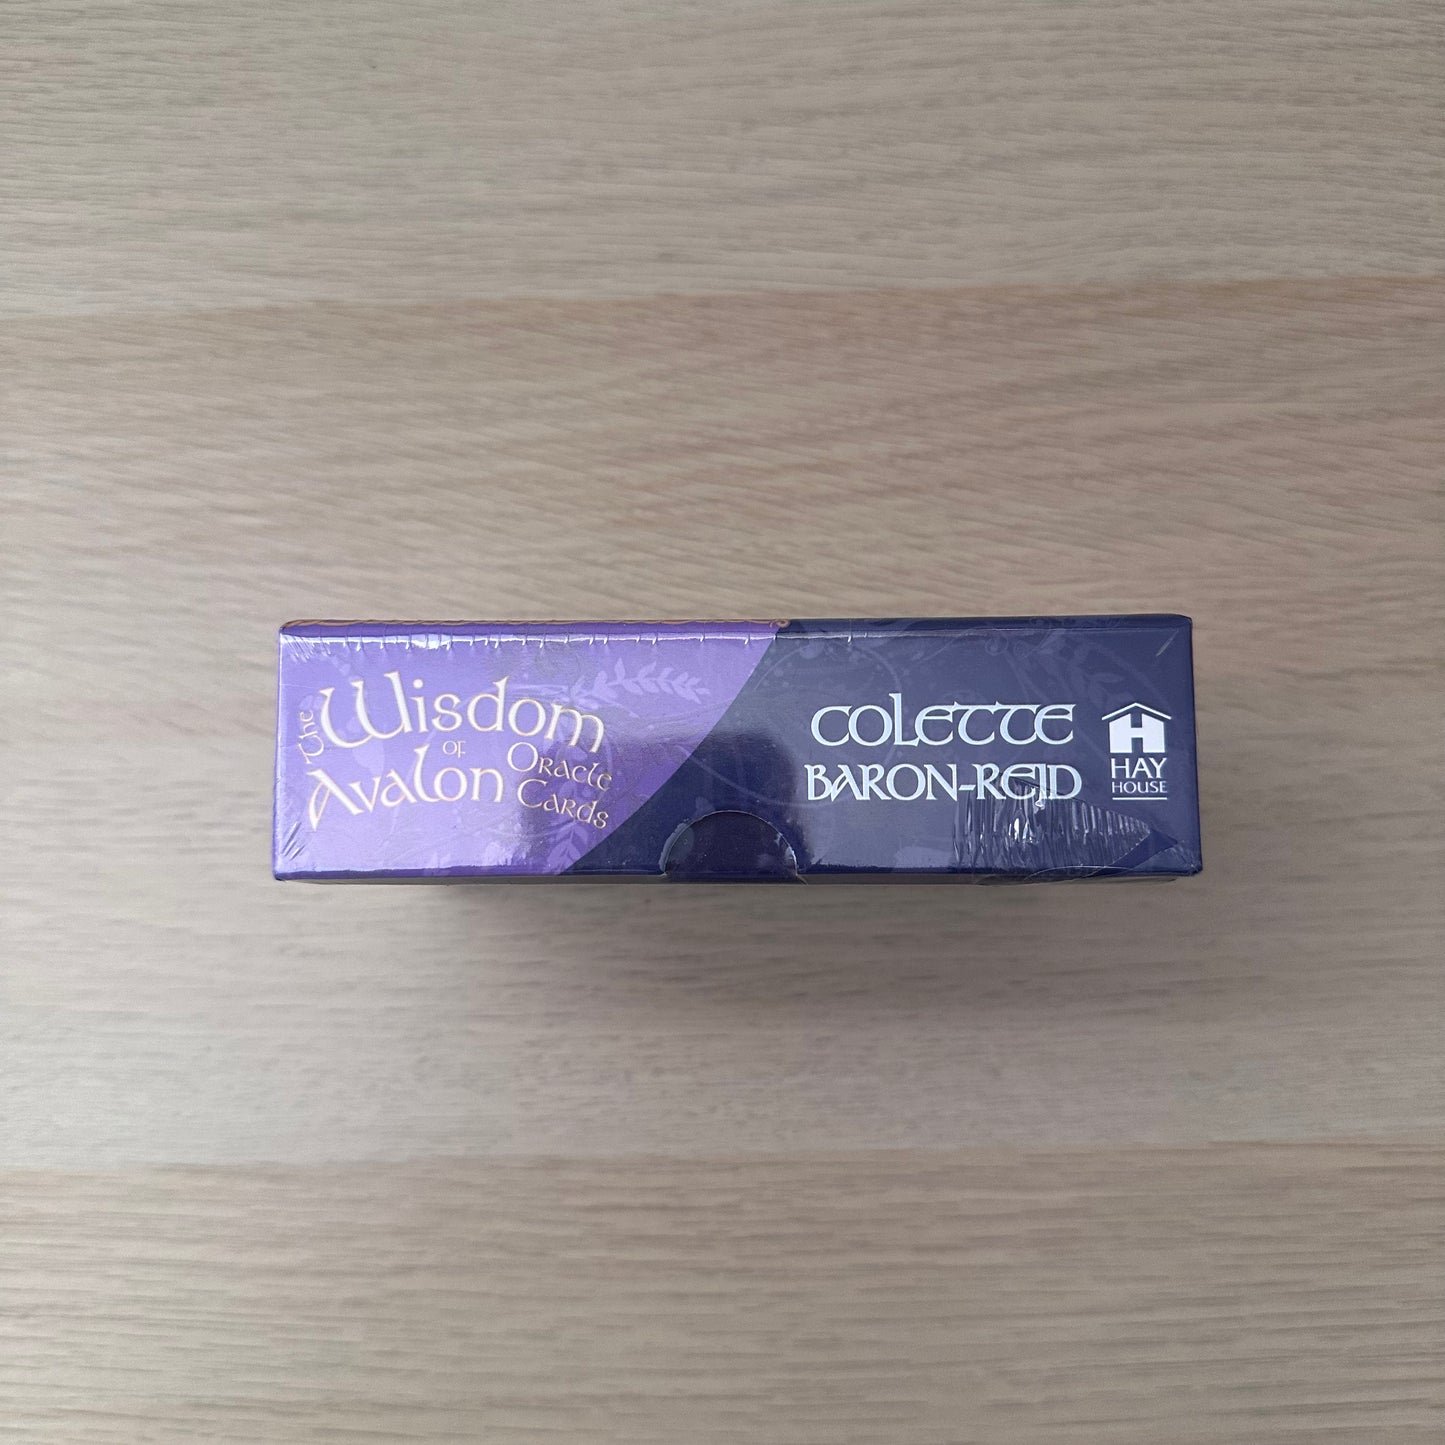 The Wisdom
OF
Avalon Oracle
Cards
COLETTE
BARON-REID
H
HAY
HOUSE